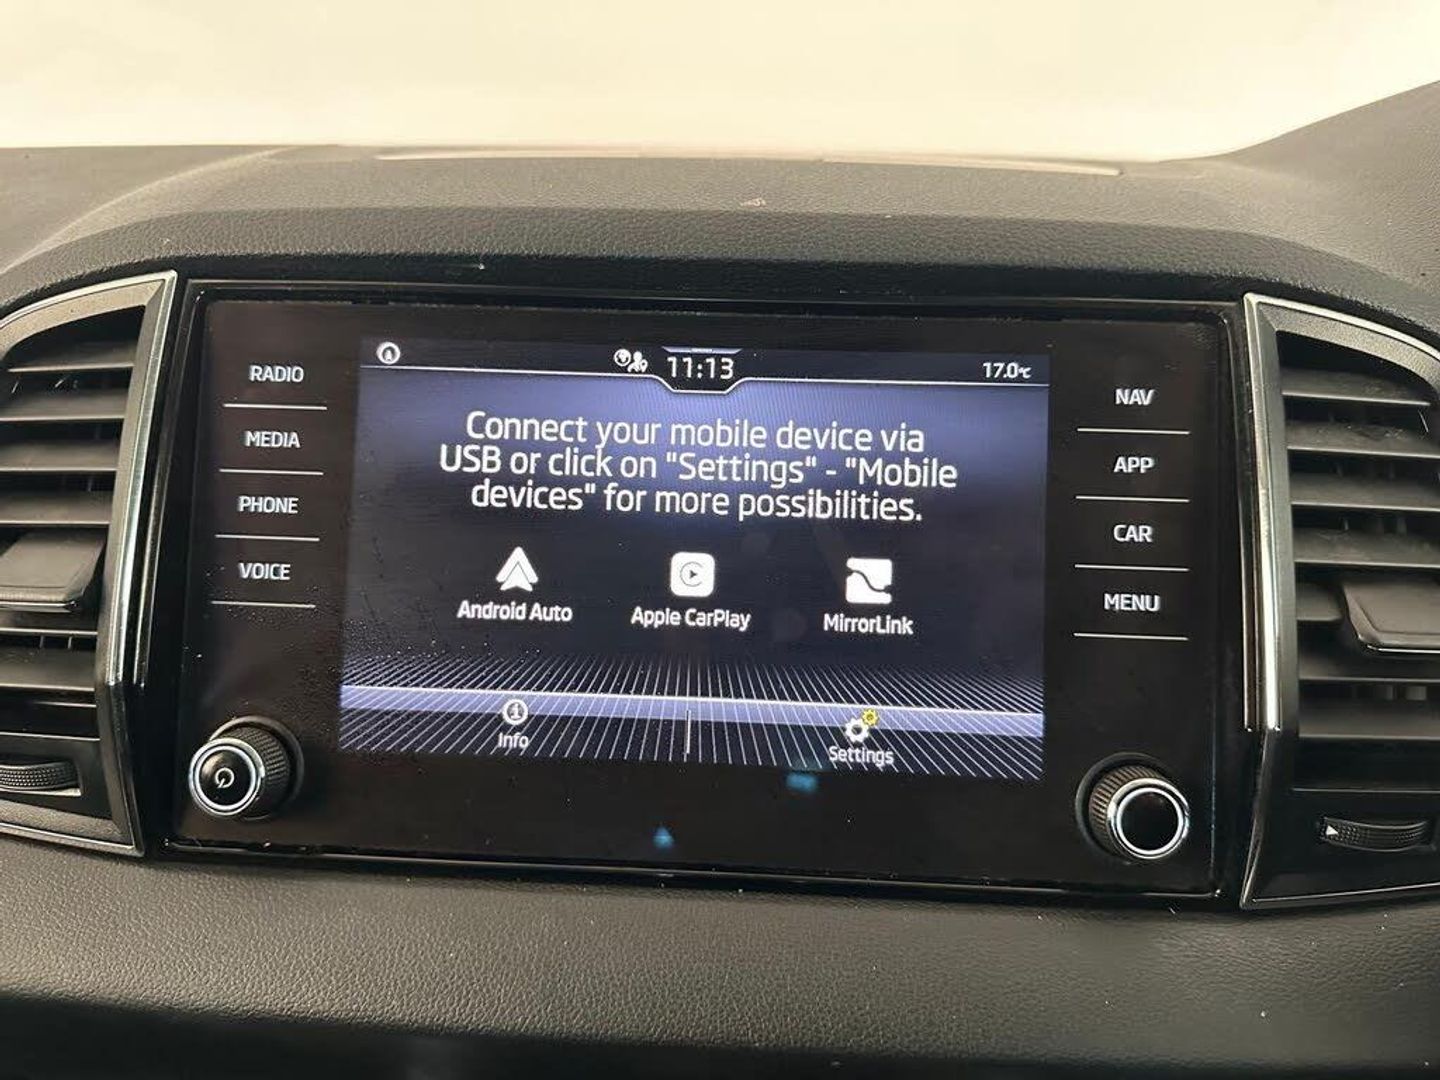 RADIO
MEDIA
PHONE
VOICE
11:13
17.0°C
Connect your mobile device via
USB or click on "Settings" - "Mobile
devices" for more possibilities.
Android Auto
Apple CarPlay
MirrorLink
Info
Settings
NAV
APP
CAR
MENU